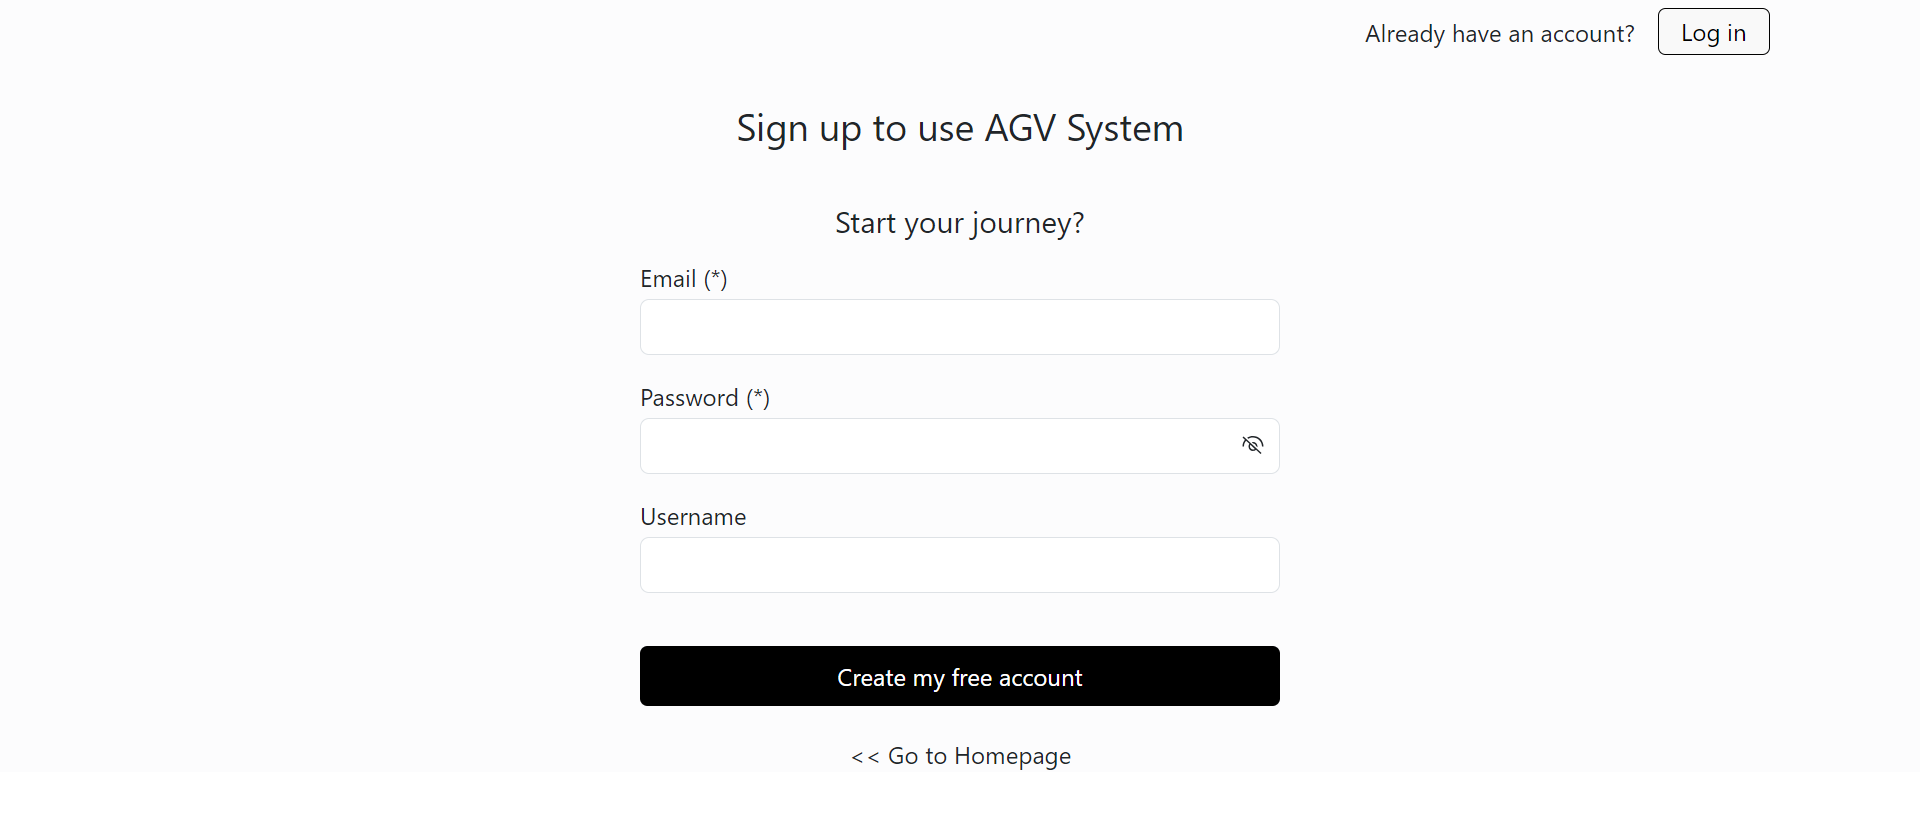 Already have an account? Log in
Sign up to use AGV System
Start your journey?
Email (*)
Password (*)
Username
Create my free account
<< Go to Homepage